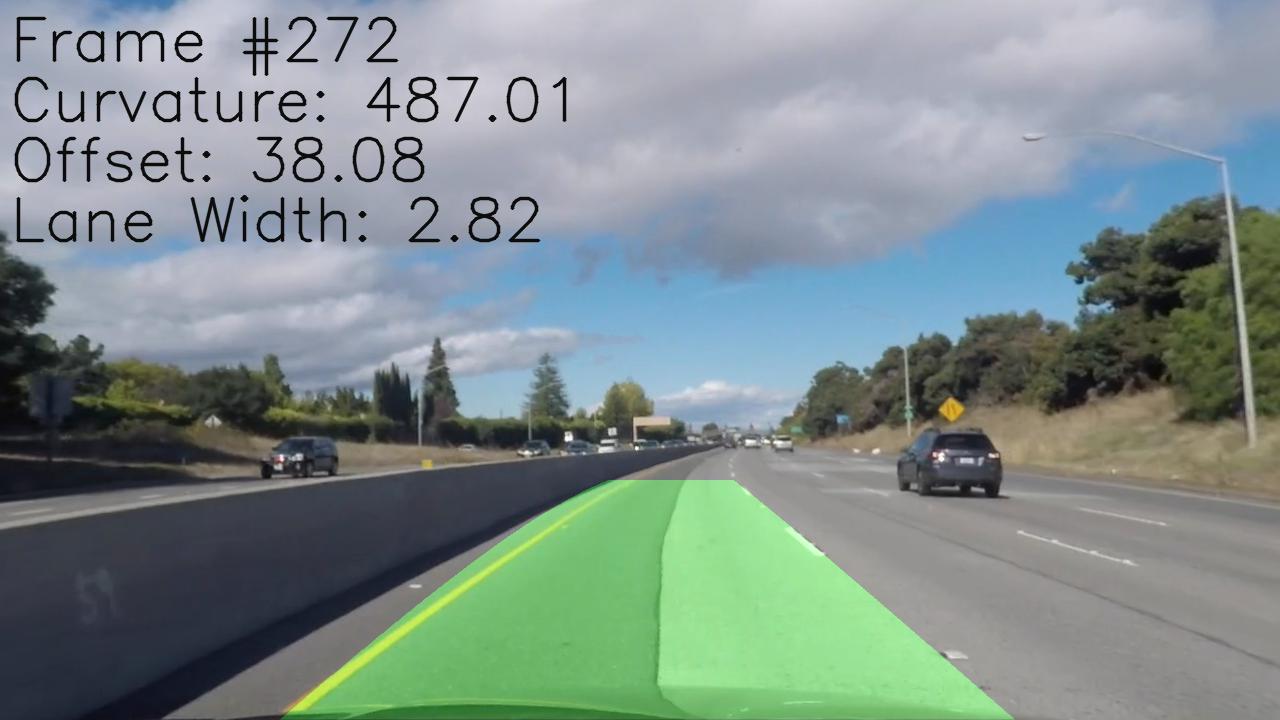 Frame #272
Curvature: 487.01
Offset: 38.08
Lane Width: 2.82